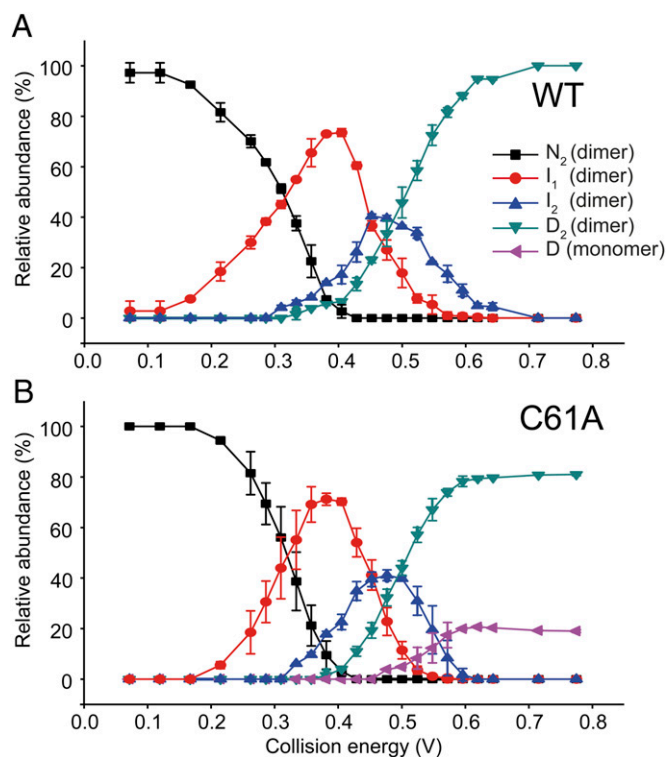 A
WT
Relative abundance (%)
100
80
60
40
20
0
N₂ (dimer)
I₁ (dimer)
I₂ (dimer)
D₂ (dimer)
D (monomer)
0.0 0.1 0.2 0.3 0.4 0.5 0.6 0.7 0.8
B
C61A
Relative abundance (%)
100
80
60
40
20
0
0.0 0.1 0.2 0.3 0.4 0.5 0.6 0.7 0.8
Collision energy (V)